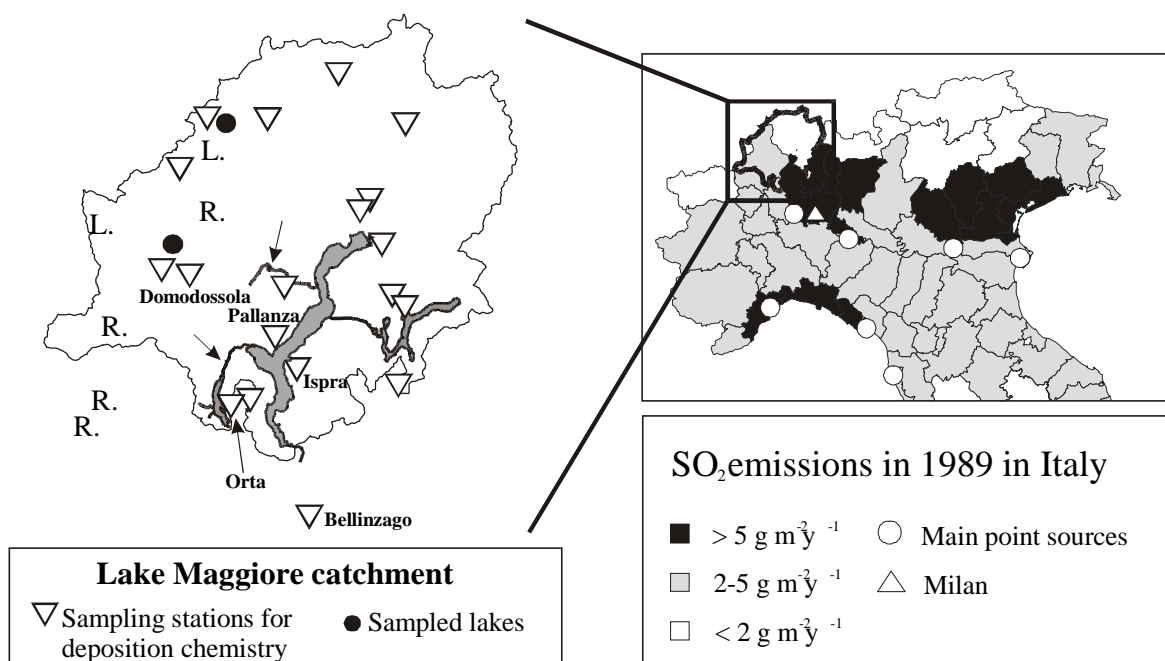 L.
R.
L.
Domodossola
Pallanza
R.
Ispra
R.
R.
Orta
Bellinzago
Lake Maggiore catchment
Sampling stations for
deposition chemistry
Sampled lakes
SO₂ emissions in 1989 in Italy
> 5 g m⁻² y⁻¹
Main point sources
2-5 g m⁻² y⁻¹
Milan
< 2 g m⁻² y⁻¹